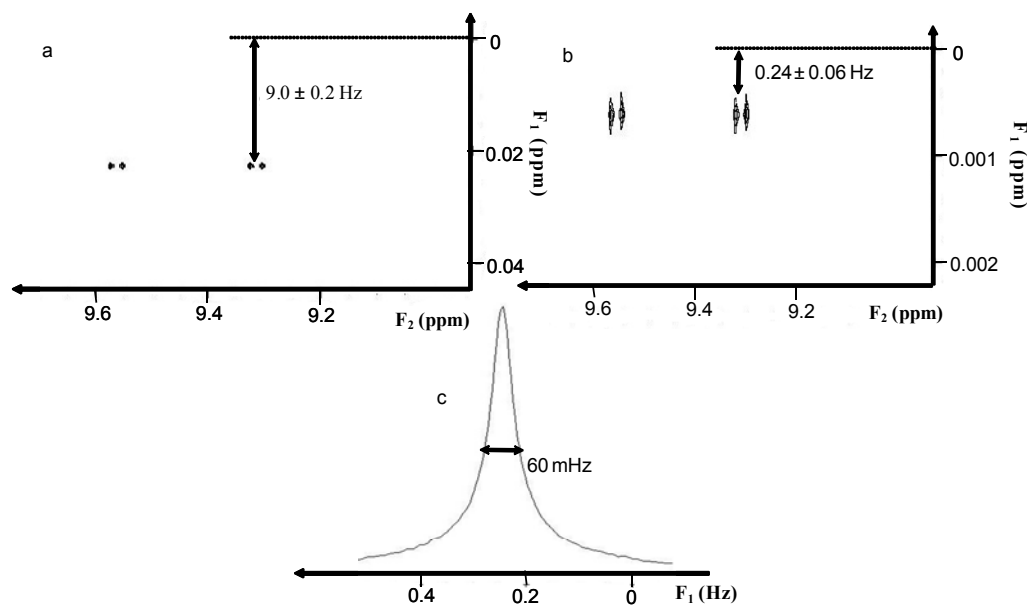 a
0
9.0 ± 0.2 Hz
0.02
0.04
F1 (ppm)
9.6
9.4
9.2
F2 (ppm)
b
0
0.24± 0.06 Hz
0.001
0.002
F1 (ppm)
9.6
9.4
9.2
F2 (ppm)
c
60 mHz
0.4
0.2
0
F1 (Hz)